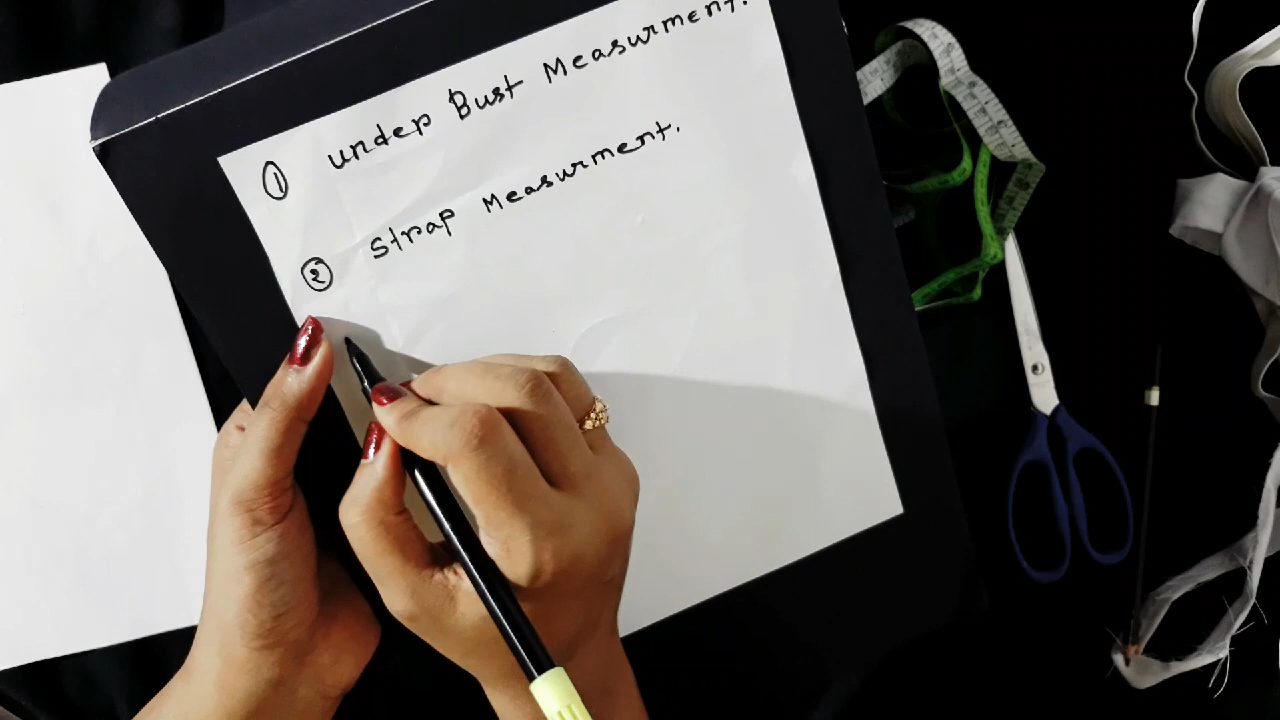 ① under Bust Measurment.
② Strap Measurment.